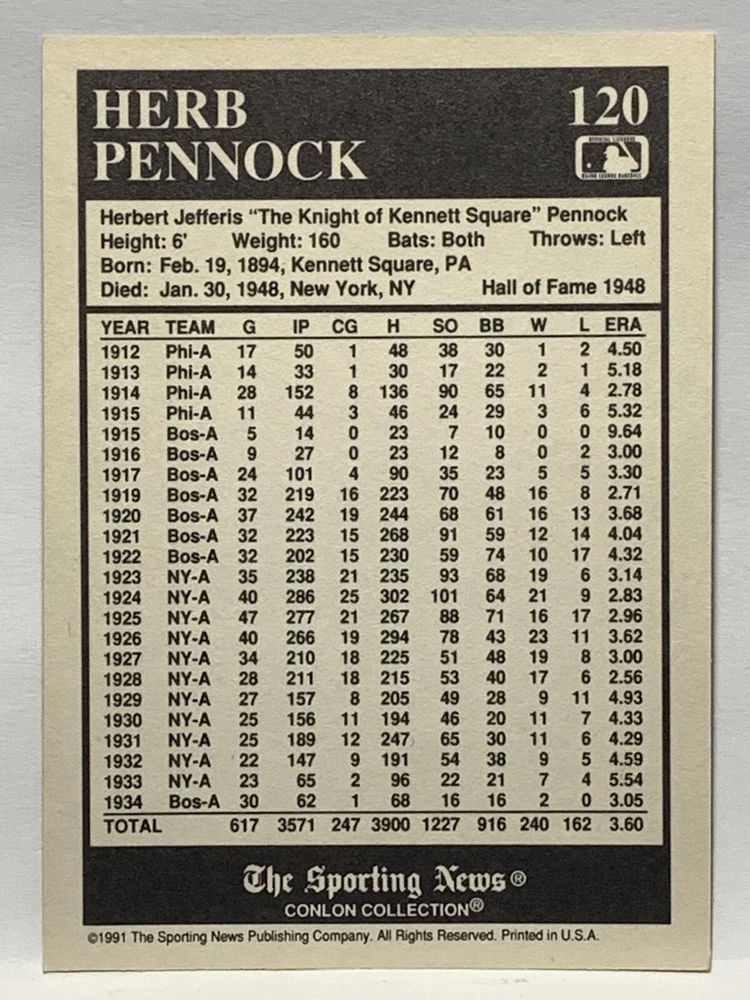 HERB 120
PENNOCK
OFFICIAL LICENSEE
MAJOR LEAGUE BASEBALL
Herbert Jefferis “The Knight of Kennett Square” Pennock
Height: 6' Weight: 160 Bats: Both Throws: Left
Born: Feb. 19, 1894, Kennett Square, PA
Died: Jan. 30, 1948, New York, NY Hall of Fame 1948
YEAR TEAM G IP CG H SO BB W L ERA
1912 Phi-A 17 50 1 48 38 30 1 2 4.50
1913 Phi-A 14 33 1 30 17 22 2 1 5.18
1914 Phi-A 28 152 8 136 90 65 11 4 2.78
1915 Phi-A 11 44 3 46 24 29 3 6 5.32
1915 Bos-A 5 14 0 23 7 10 0 0 9.64
1916 Bos-A 9 27 0 23 12 8 0 2 3.00
1917 Bos-A 24 101 4 90 35 23 5 5 3.30
1919 Bos-A 32 219 16 223 70 48 16 8 2.71
1920 Bos-A 37 242 19 244 68 61 16 13 3.68
1921 Bos-A 32 223 15 268 91 59 12 14 4.04
1922 Bos-A 32 202 15 230 59 74 10 17 4.32
1923 NY-A 35 238 21 235 93 68 19 6 3.14
1924 NY-A 40 286 25 302 101 64 21 9 2.83
1925 NY-A 47 277 21 267 88 71 16 17 2.96
1926 NY-A 40 266 19 294 78 43 23 11 3.62
1927 NY-A 34 210 18 225 51 48 19 8 3.00
1928 NY-A 28 211 18 215 53 40 17 6 2.56
1929 NY-A 27 157 8 205 49 28 9 11 4.93
1930 NY-A 25 156 11 194 46 20 11 7 4.33
1931 NY-A 25 189 12 247 65 30 11 6 4.29
1932 NY-A 22 147 9 191 54 38 9 5 4.59
1933 NY-A 23 65 2 96 22 21 7 4 5.54
1934 Bos-A 30 62 1 68 16 16 2 0 3.05
TOTAL 617 3571 247 3900 1227 916 240 162 3.60
The Sporting News®
CONLON COLLECTION®
©1991 The Sporting News Publishing Company. All Rights Reserved. Printed in U.S.A.